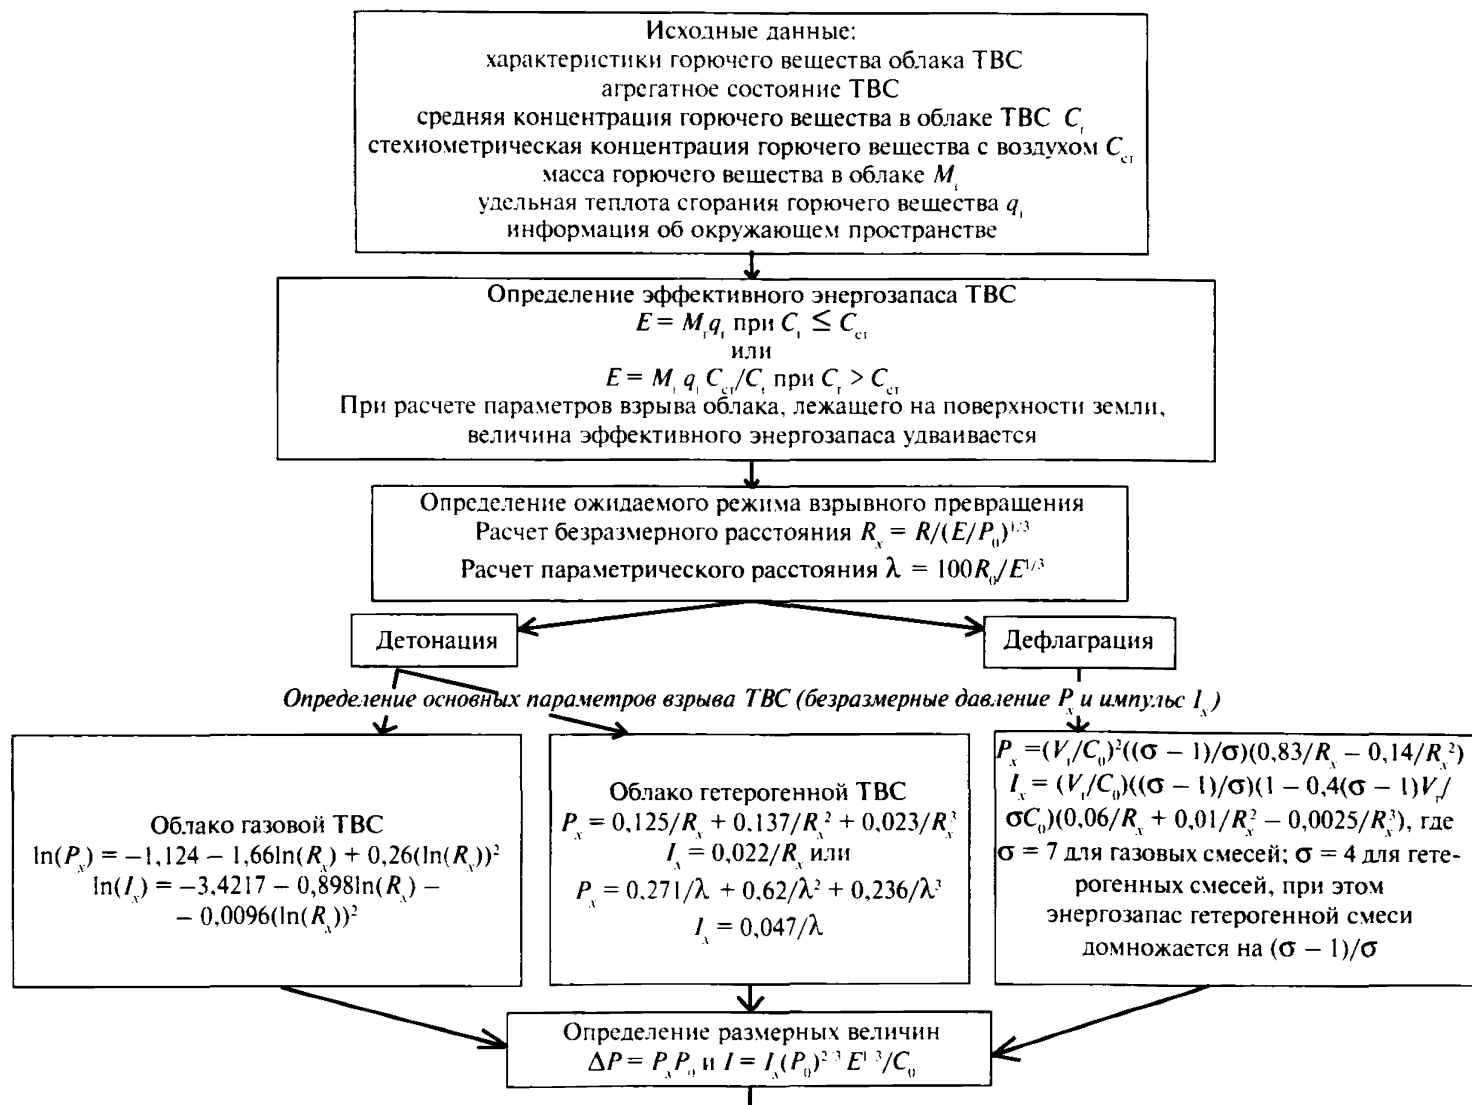 Исходные данные:
характеристики горючего вещества облака ТВС
агрегатное состояние ТВС
средняя концентрация горючего вещества в облаке ТВС C_г
стехиометрическая концентрация горючего вещества с воздухом C_ст
масса горючего вещества в облаке M_г
удельная теплота сгорания горючего вещества q_г
информация об окружающем пространстве
Определение эффективного энергозапаса ТВС
E = M_г q_г при C_г ≤ C_ст
или
E = M_г q_г C_ст/C_г при C_г > C_ст
При расчете параметров взрыва облака, лежащего на поверхности земли,
величина эффективного энергозапаса удваивается
Определение ожидаемого режима взрывного превращения
Расчет безразмерного расстояния R_x = R/(E/P_0)^1/3
Расчет параметрического расстояния λ = 100R_0/E^1/3
Детонация
Дефлаграция
Определение основных параметров взрыва ТВС (безразмерные давление P_x и импульс I_x)
Облако газовой ТВС
ln(P_x) = −1,124 − 1,66ln(R_x) + 0,26(ln(R_x))²
ln(I_x) = −3,4217 − 0,898ln(R_x) −
− 0,0096(ln(R_x))²
Облако гетерогенной ТВС
P_x = 0,125/R_x + 0,137/R_x² + 0,023/R_x³
I_x = 0,022/R_x или
P_x = 0,271/λ + 0,62/λ² + 0,236/λ³
I_x = 0,047/λ
P_x =(V_г/C_0)²((σ − 1)/σ)(0,83/R_x − 0,14/R_x²)
I_x = (V_г/C_0)((σ − 1)/σ)(1 − 0,4(σ − 1)V_г/
σC_0)(0,06/R_x + 0,01/R_x² − 0,0025/R_x³), где
σ = 7 для газовых смесей; σ = 4 для гете-
рогенных смесей, при этом
энергозапас гетерогенной смеси
домножается на (σ − 1)/σ
Определение размерных величин
ΔP = P_x P_0 и I = I_x(P_0)^2/3 E^1/3/C_0